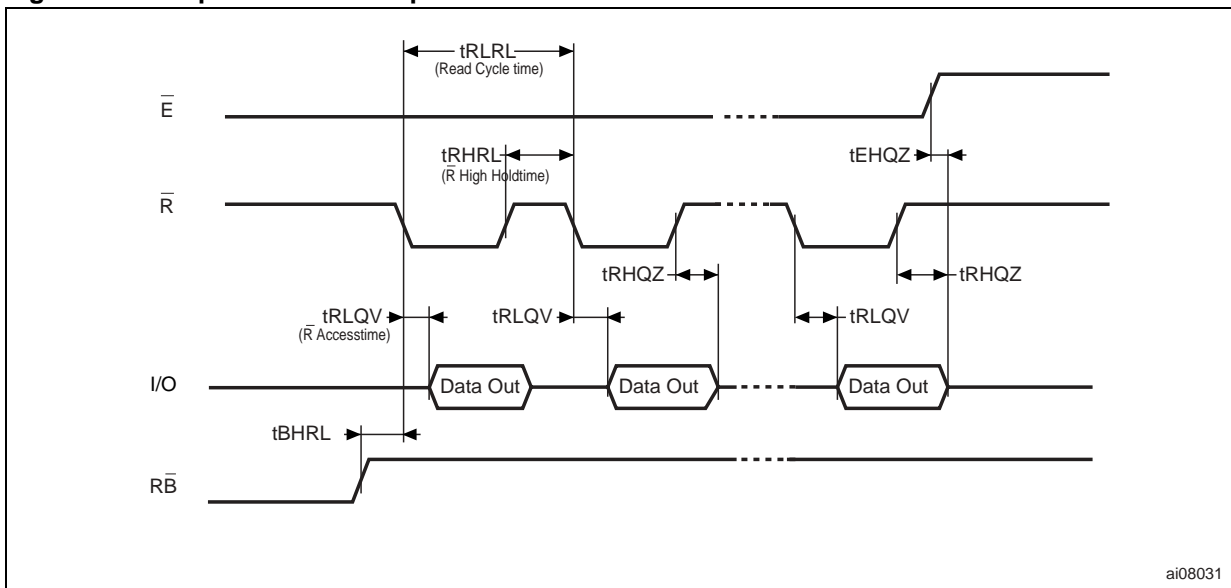 tRLRL
(Read Cycle time)
E̅
tRHRL
(R̅ High Holdtime)
tEHQZ
R̅
tRHQZ
tRHQZ
tRLQV
(R̅ Accesstime)
tRLQV
tRLQV
I/O
Data Out
Data Out
Data Out
tBHRL
RB̅
ai08031